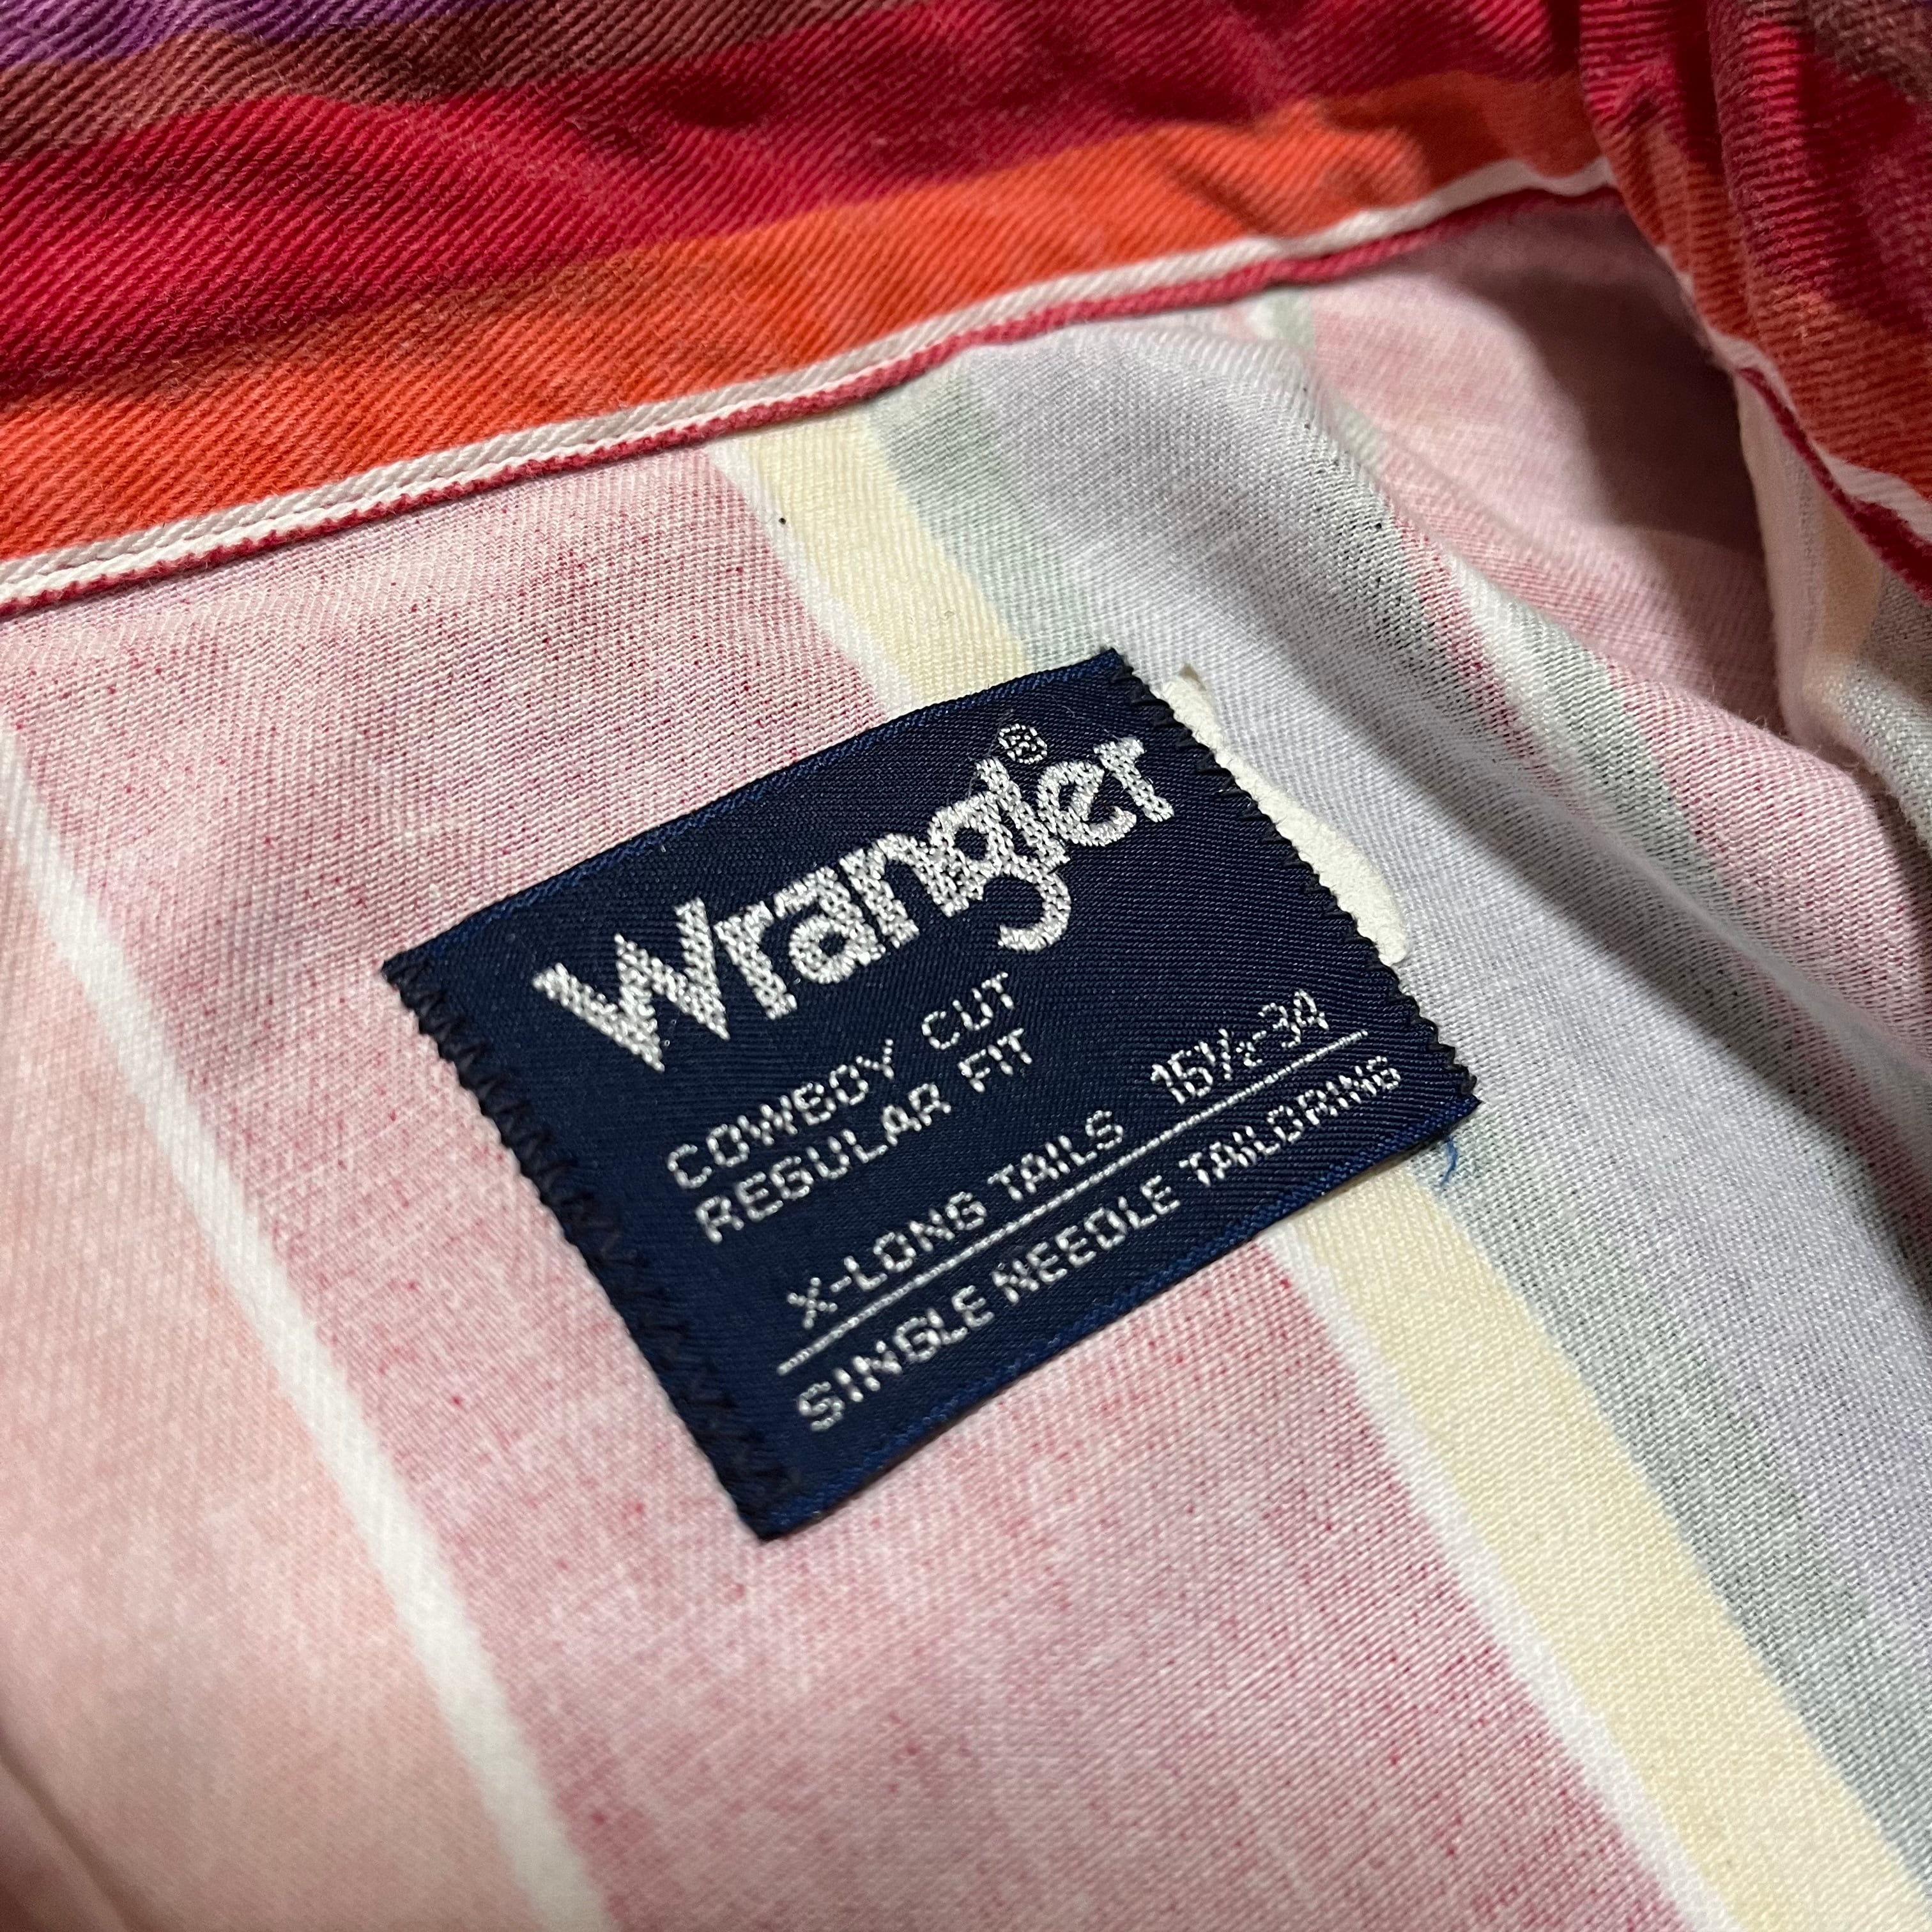 Wrangler®
COWBOY CUT
REGULAR FIT
X-LONG TAILS 15½-34
SINGLE NEEDLE TAILORING